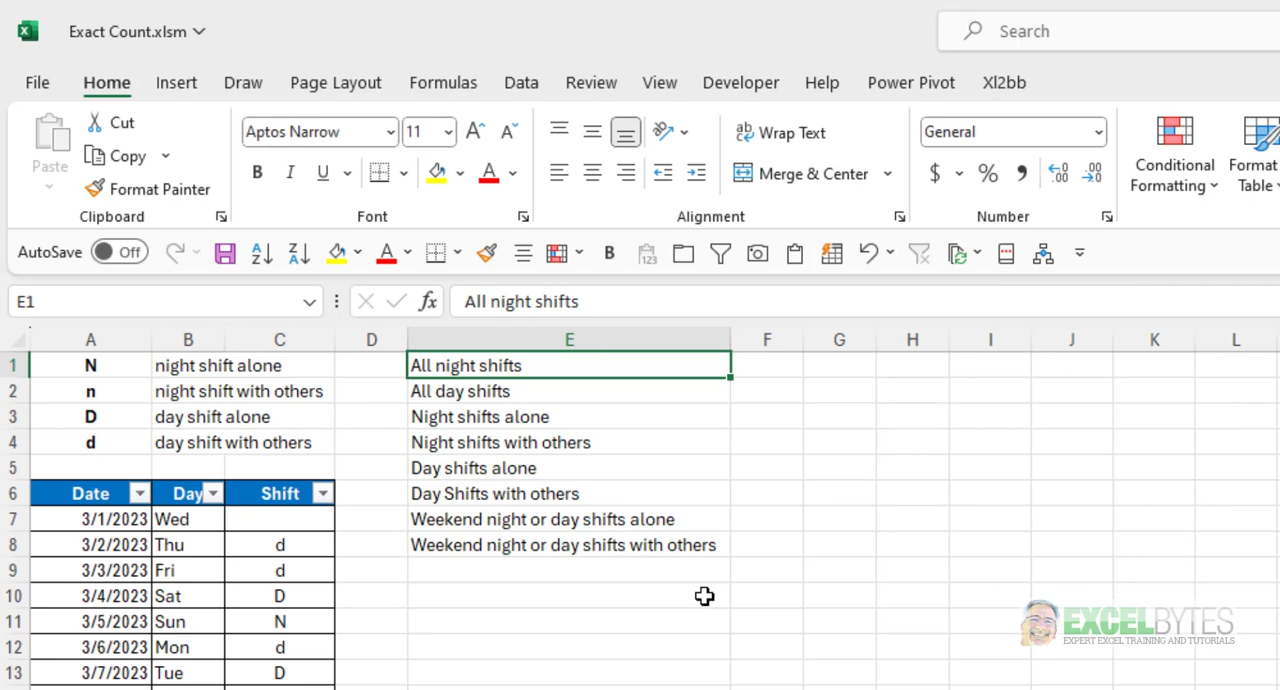 Exact Count.xlsm
Search
File Home Insert Draw Page Layout Formulas Data Review View Developer Help Power Pivot Xl2bb
Paste
Cut
Copy
Format Painter
Clipboard
Aptos Narrow 11 A A
B I U A
Font
ab Wrap Text
Merge & Center
Alignment
General
$ % , .00 .00
Number
Conditional Formatting
Format Table
AutoSave Off A B 123
E1 fx All night shifts
A B C D E F G H I J K L
1 N night shift alone All night shifts
2 n night shift with others All day shifts
3 D day shift alone Night shifts alone
4 d day shift with others Night shifts with others
5 Day shifts alone
6 Date Day Shift Day Shifts with others
7 3/1/2023 Wed Weekend night or day shifts alone
8 3/2/2023 Thu d Weekend night or day shifts with others
9 3/3/2023 Fri d
10 3/4/2023 Sat D
11 3/5/2023 Sun N
12 3/6/2023 Mon d
13 3/7/2023 Tue D
EXCELBYTES
EXPERT EXCEL TRAINING AND TUTORIALS